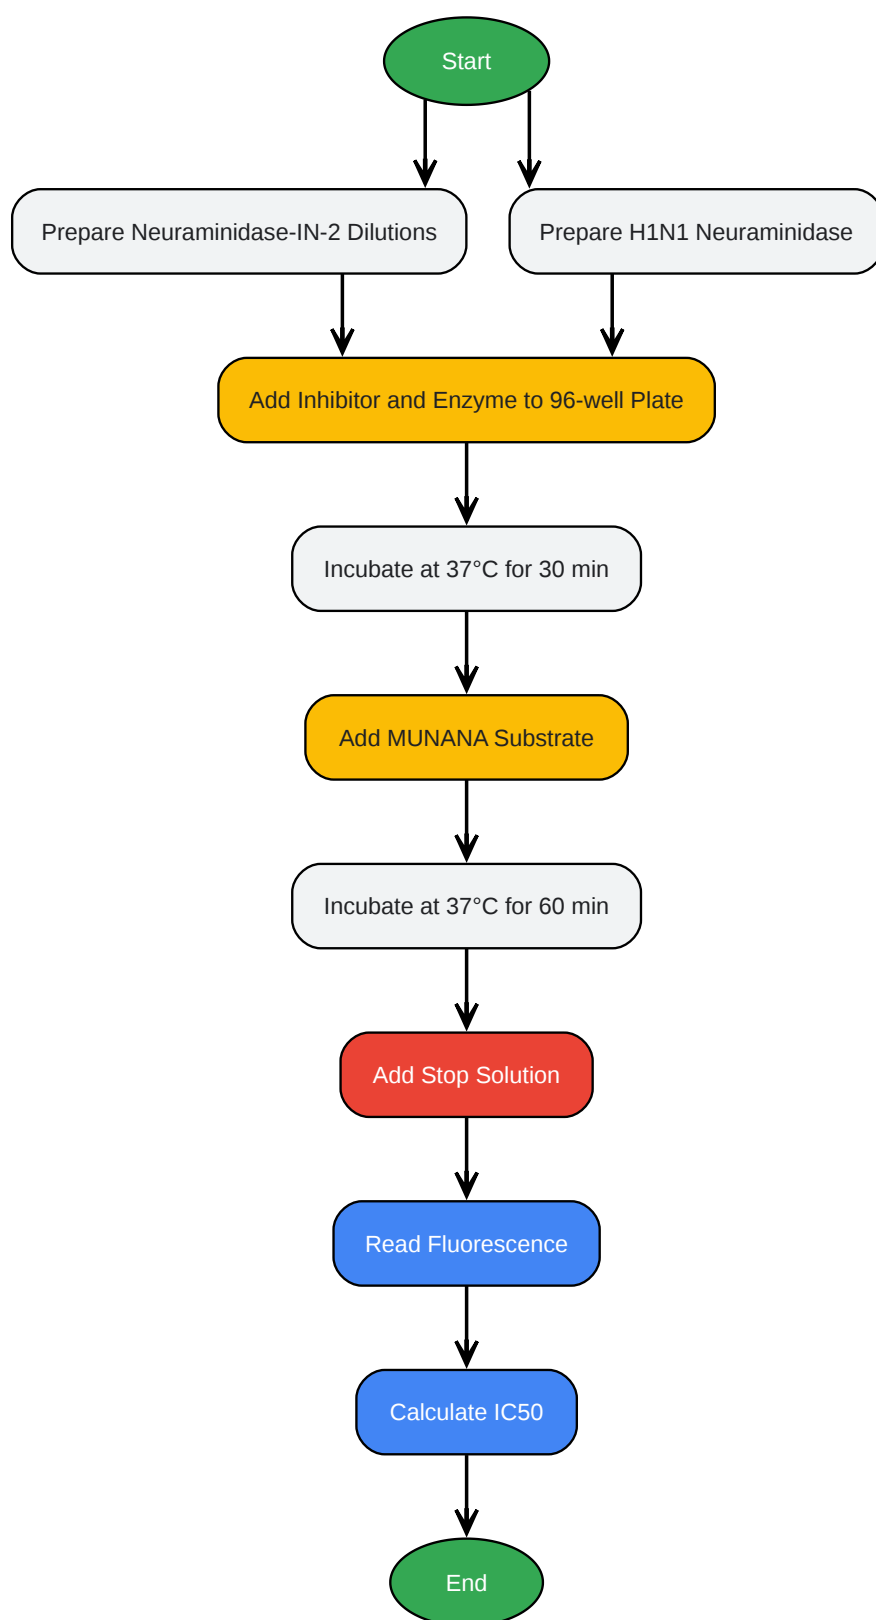 Start
Prepare Neuraminidase-IN-2 Dilutions
Prepare H1N1 Neuraminidase
Add Inhibitor and Enzyme to 96-well Plate
Incubate at 37°C for 30 min
Add MUNANA Substrate
Incubate at 37°C for 60 min
Add Stop Solution
Read Fluorescence
Calculate IC50
End